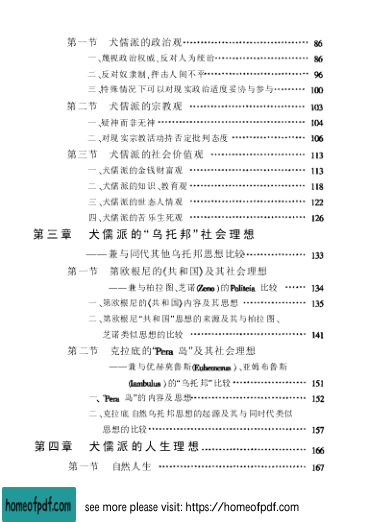 第一节 犬儒派的政治观 …… 86
一、蔑视政治权威、反对人为统治 …… 86
二、反对奴隶制，抨击人间不平 …… 96
三、特殊情况下可以对现实政治适度妥协与参与 …… 100
第二节 犬儒派的宗教观 …… 103
一、疑神而非无神 …… 104
二、对现实宗教活动持否定批判态度 …… 106
第三节 犬儒派的社会价值观 …… 113
一、犬儒派的金钱财富观 …… 113
二、犬儒派的知识、教育观 …… 118
三、犬儒派的世态人情观 …… 122
四、犬儒派的苦乐生死观 …… 126
第三章 犬儒派的“乌托邦”社会理想
——兼与同代其他乌托邦思想比较 …… 133
第一节 第欧根尼的《共和国》及其社会理想
——兼与柏拉图、芝诺(Zeno)的Politeia 比较 …… 134
一、第欧根尼的《共和国》内容及其思想 …… 135
二、第欧根尼“共和国”思想的来源及其与柏拉图、
芝诺类似思想的比较 …… 141
第二节 克拉底的“Pera 岛”及其社会理想
——兼与优赫莫鲁斯(Euhemorus)、亚姆布鲁斯
(Iambulus)的“乌托邦”比较 …… 151
一、“Pera 岛”的内容及思想 …… 152
二、克拉底自然乌托邦思想的起源及其与同时代类似
思想的比较 …… 157
第四章 犬儒派的人生理想 …… 166
第一节 自然人生 …… 167
homeofpdf.com see more please visit: https://homeofpdf.com